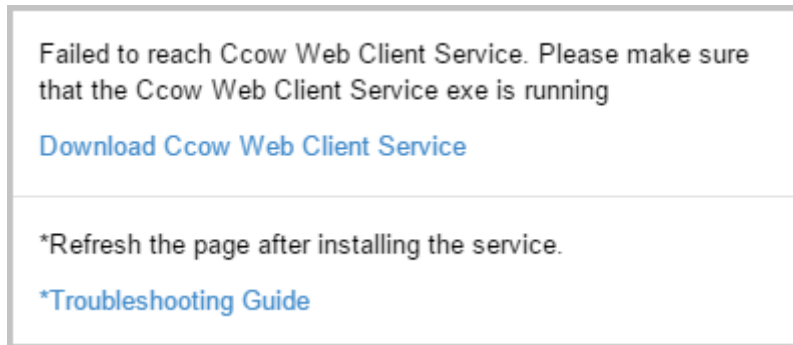 Failed to reach Ccow Web Client Service. Please make sure
that the Ccow Web Client Service exe is running
Download Ccow Web Client Service
*Refresh the page after installing the service.
*Troubleshooting Guide